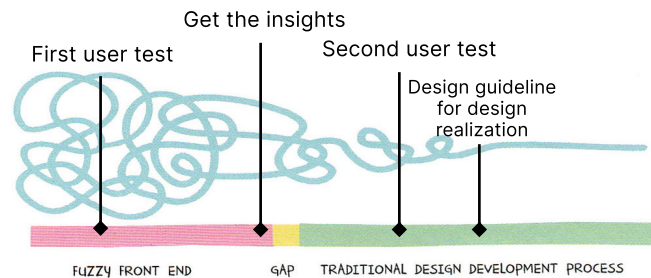 Get the insights
First user test
Second user test
Design guideline
for design
realization
FUZZY FRONT END
GAP
TRADITIONAL DESIGN DEVELOPMENT PROCESS